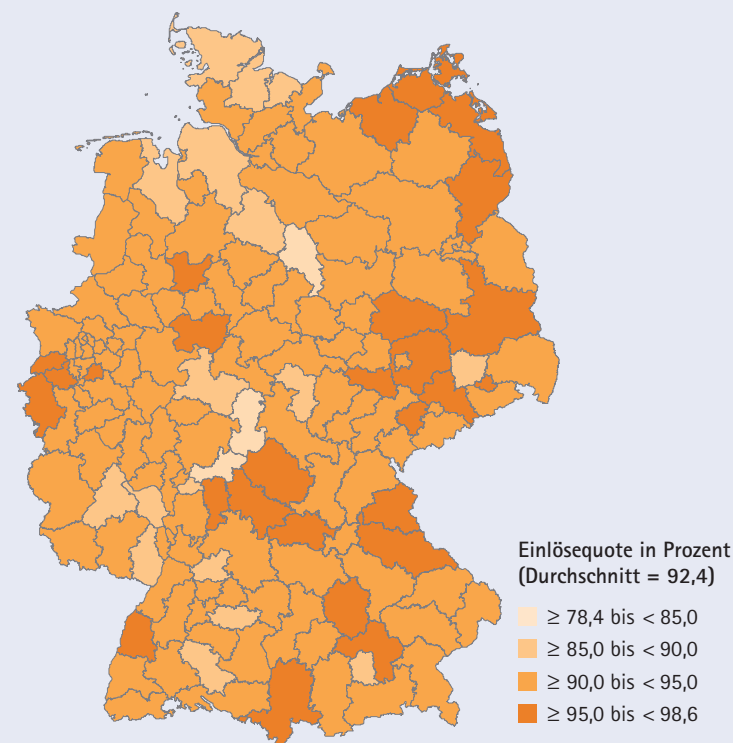 Einlösequote in Prozent
(Durchschnitt = 92,4)
≥ 78,4 bis < 85,0
≥ 85,0 bis < 90,0
≥ 90,0 bis < 95,0
≥ 95,0 bis < 98,6